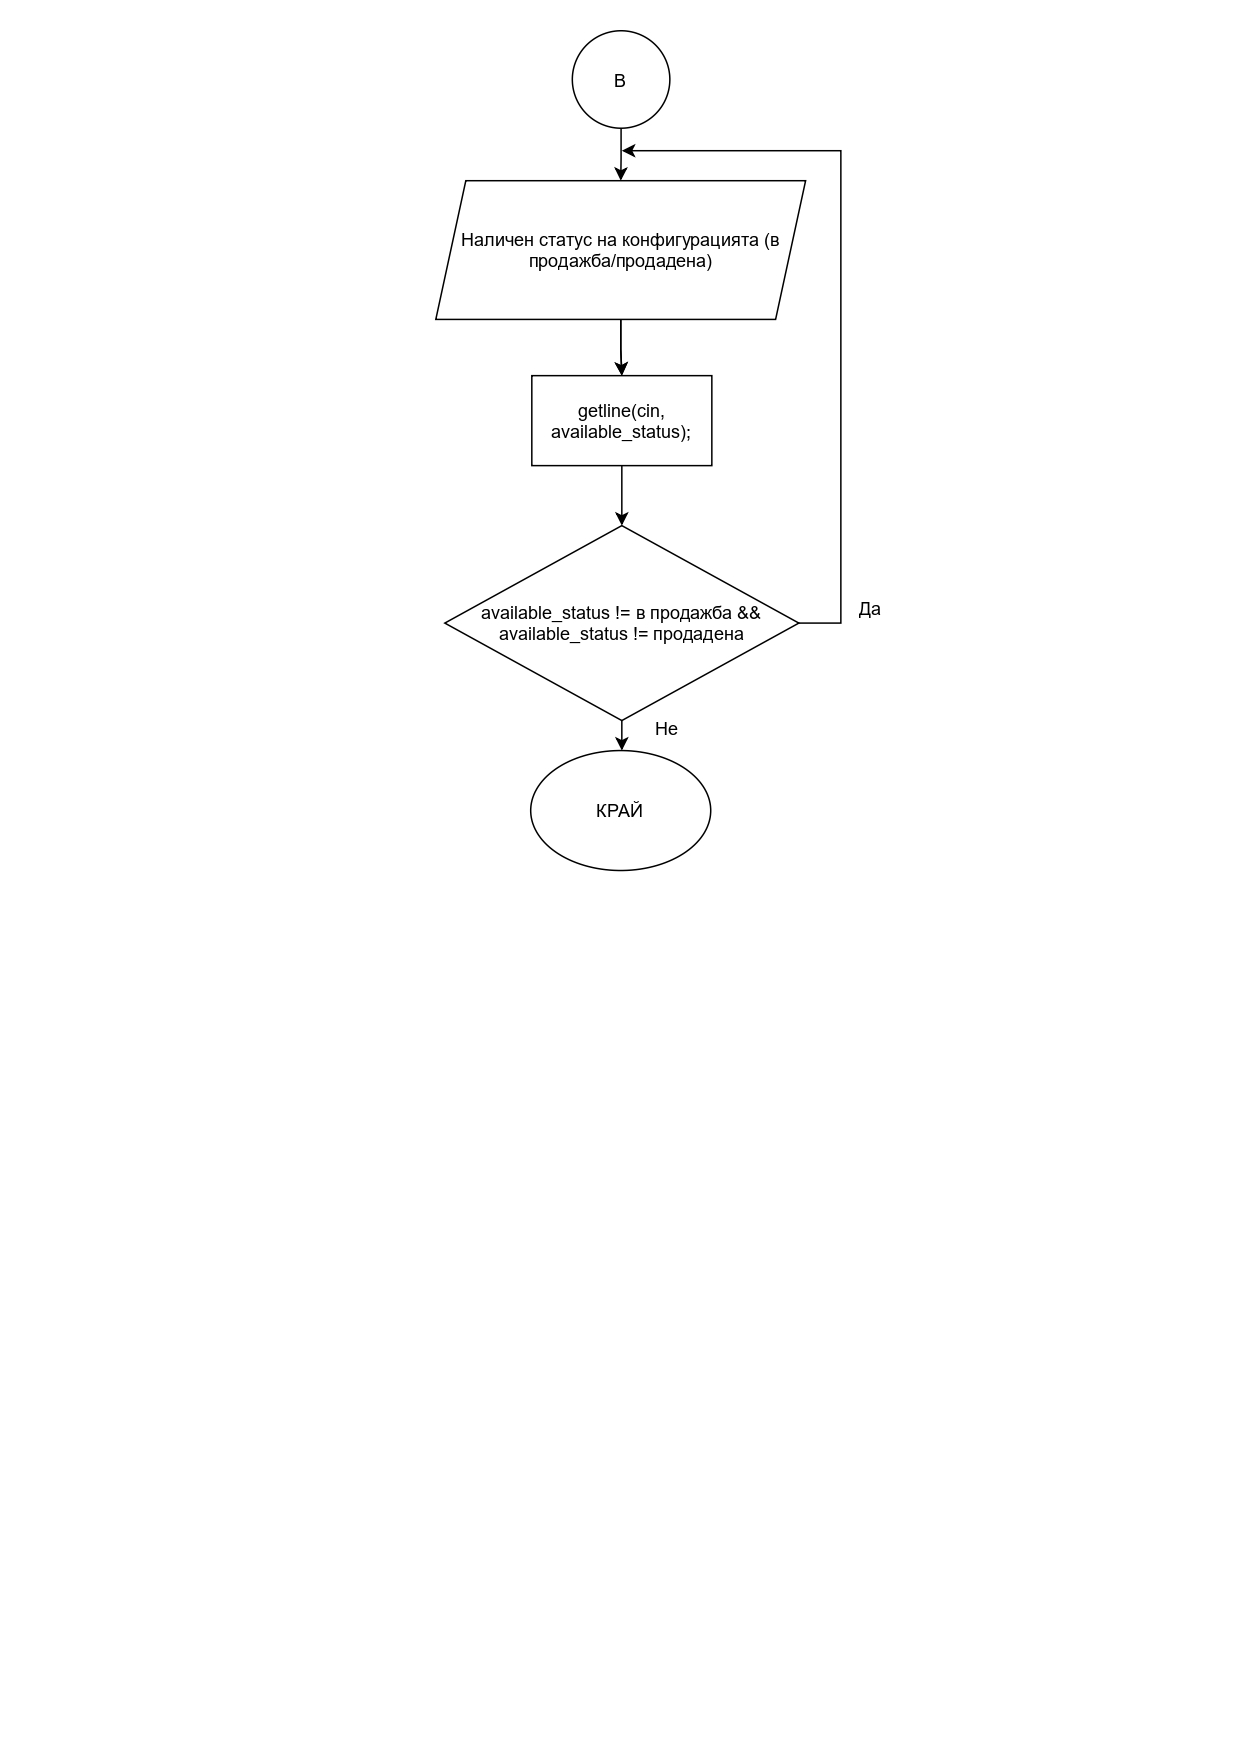 В
Наличен статус на конфигурацията (в
продажба/продадена)
getline(cin,
available_status);
available_status != в продажба &&
available_status != продадена
Да
Не
КРАЙ